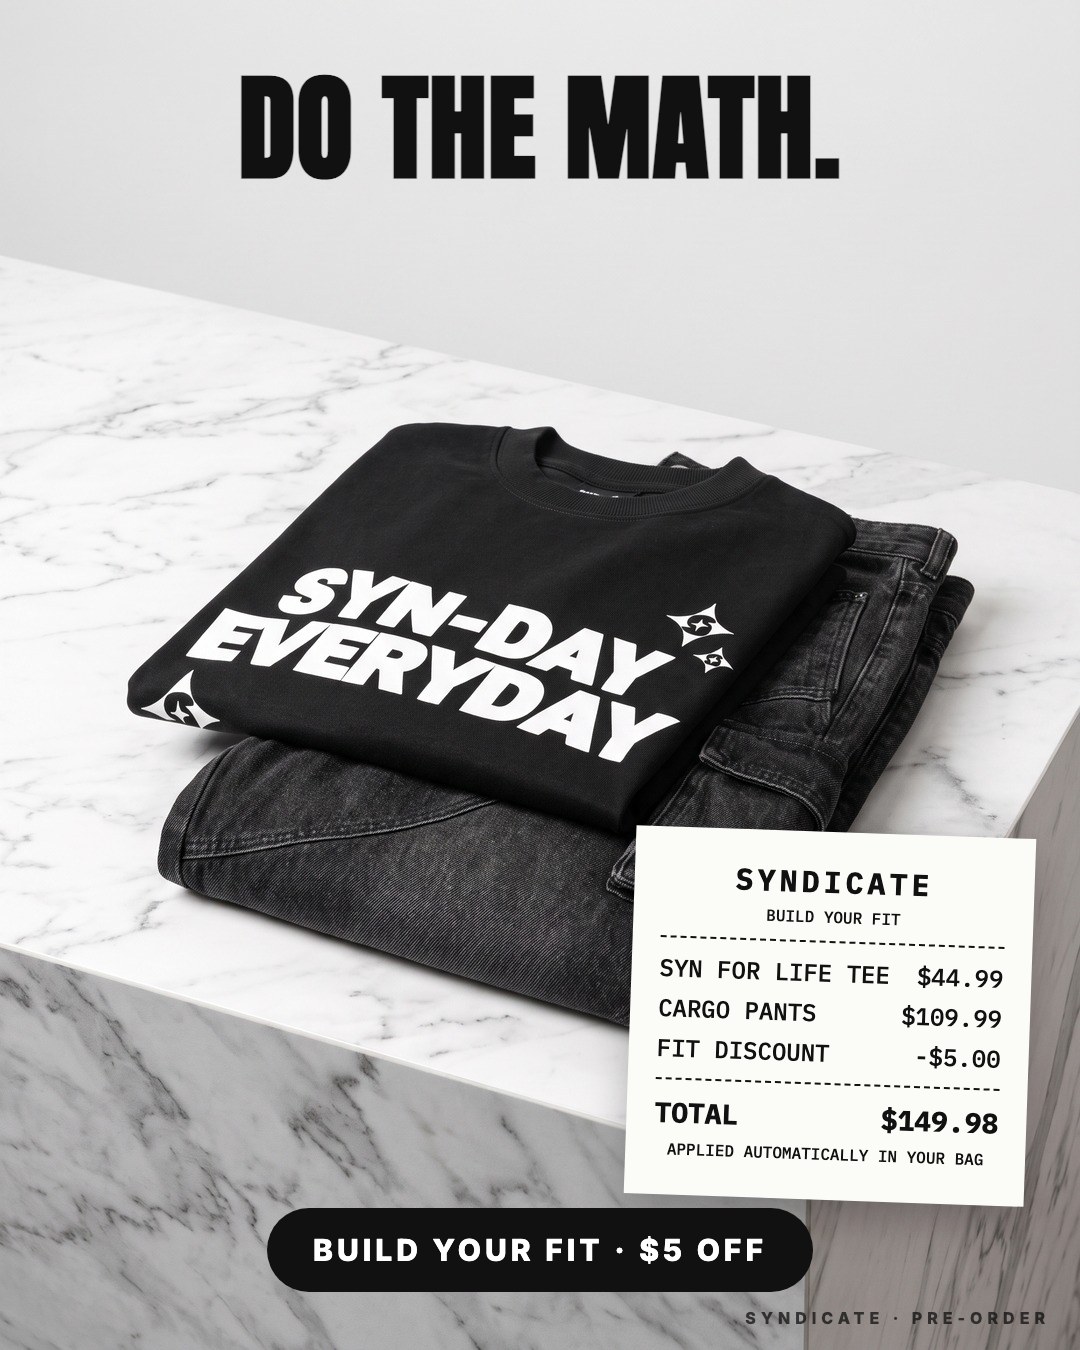 DO THE MATH.
SYN-DAY
EVERYDAY
SYNDICATE
BUILD YOUR FIT
SYN FOR LIFE TEE $44.99
CARGO PANTS $109.99
FIT DISCOUNT -$5.00
TOTAL $149.98
APPLIED AUTOMATICALLY IN YOUR BAG
BUILD YOUR FIT · $5 OFF
SYNDICATE · PRE-ORDER